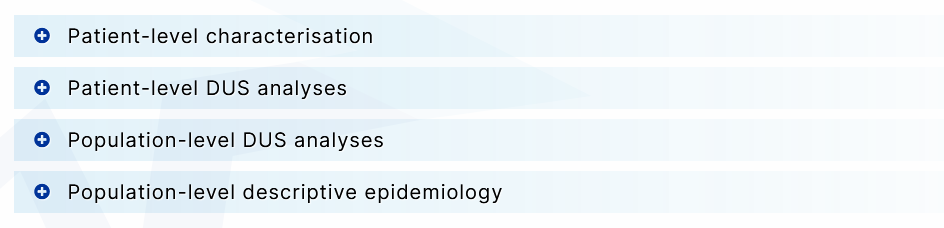 Patient-level characterisation
Patient-level DUS analyses
Population-level DUS analyses
Population-level descriptive epidemiology